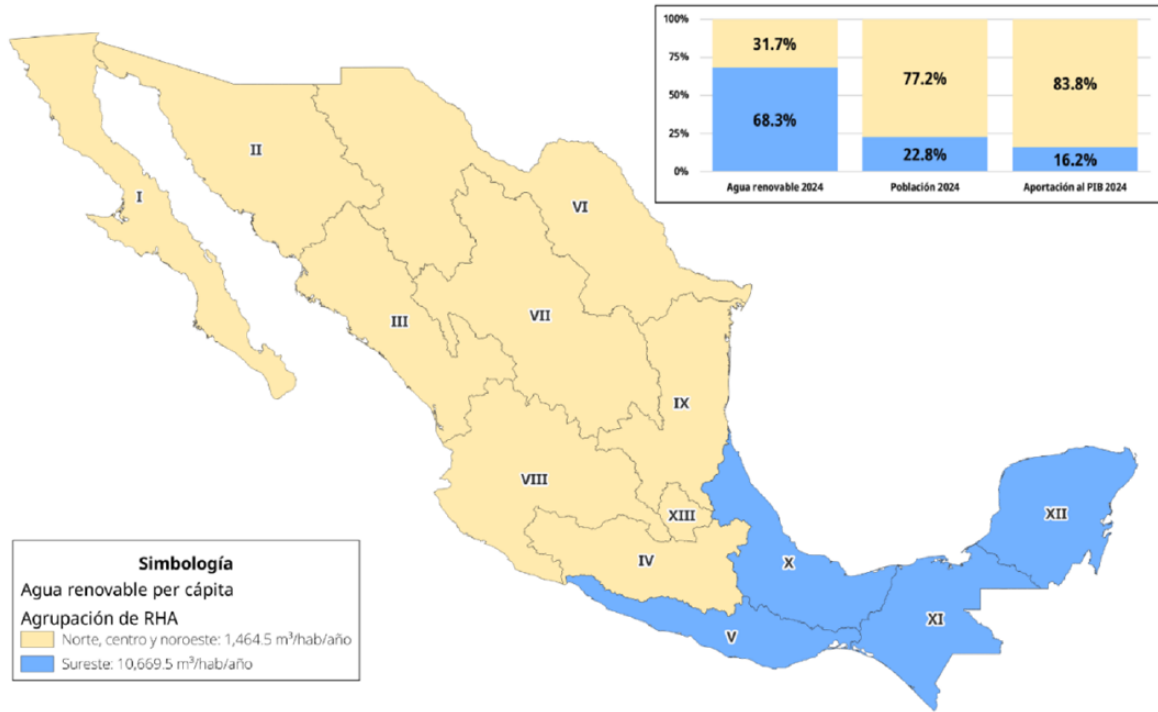 100%
75%
50%
25%
0%
31.7%
68.3%
77.2%
22.8%
83.8%
16.2%
Agua renovable 2024
Población 2024
Aportación al PIB 2024
I
II
VI
III
VII
IX
VIII
XIII
IV
X
XII
V
XI
Simbología
Agua renovable per cápita
Agrupación de RHA
Norte, centro y noroeste: 1,464.5 m³/hab/año
Sureste: 10,669.5 m³/hab/año